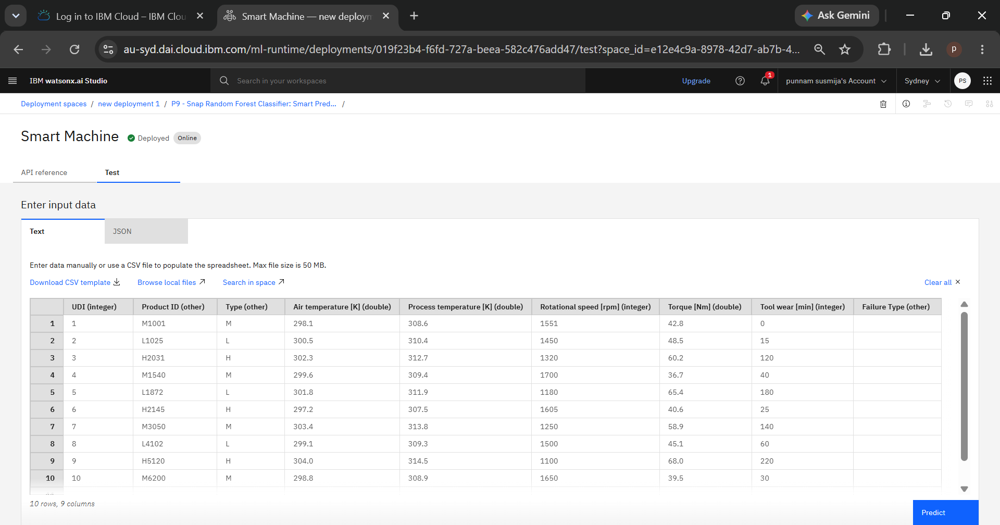 Log in to IBM Cloud – IBM Clou
Smart Machine — new deploym
Ask Gemini
au-syd.dai.cloud.ibm.com/ml-runtime/deployments/019f23b4-f6fd-727a-beea-582c476add47/test?space_id=e12e4c9a-8978-42d7-ab7b-4...
p
IBM watsonx.ai Studio
Search in your workspaces
Upgrade
1
punnam susmija's Account
Sydney
PS
Deployment spaces / new deployment 1 / P9 - Snap Random Forest Classifier: Smart Pred... /
Smart Machine Deployed Online
API reference Test
Enter input data
Text JSON
Enter data manually or use a CSV file to populate the spreadsheet. Max file size is 50 MB.
Download CSV template Browse local files Search in space Clear all
UDI (integer) Product ID (other) Type (other) Air temperature [K] (double) Process temperature [K] (double) Rotational speed [rpm] (integer) Torque [Nm] (double) Tool wear [min] (integer) Failure Type (other)
1 1 M1001 M 298.1 308.6 1551 42.8 0
2 2 L1025 L 300.5 310.4 1450 48.5 15
3 3 H2031 H 302.3 312.7 1320 60.2 120
4 4 M1540 M 299.6 309.4 1700 36.7 40
5 5 L1872 L 301.8 311.9 1180 65.4 180
6 6 H2145 H 297.2 307.5 1605 40.6 25
7 7 M3050 M 303.4 313.8 1250 58.9 140
8 8 L4102 L 299.1 309.3 1500 45.1 60
9 9 H5120 H 304.0 314.5 1100 68.0 220
10 10 M6200 M 298.8 308.9 1650 39.5 30
10 rows, 9 columns
Predict